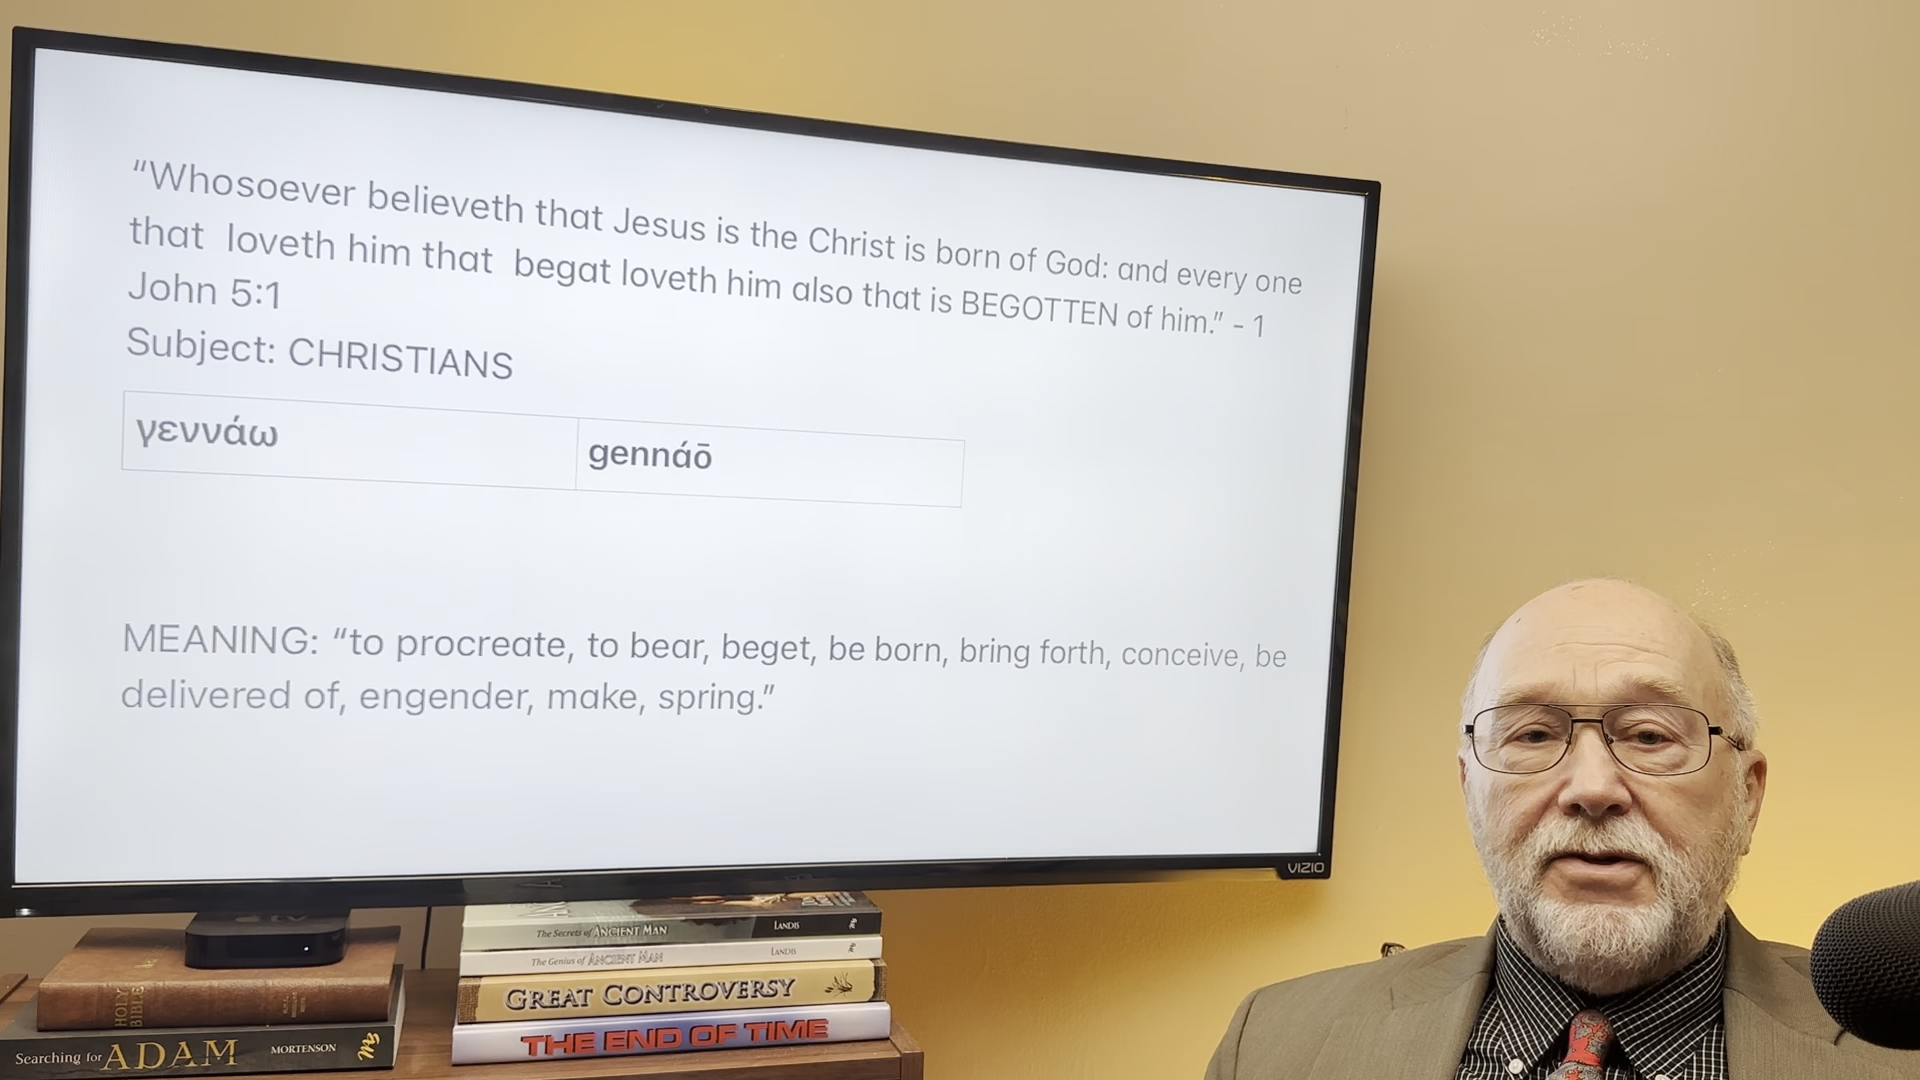 “Whosoever believeth that Jesus is the Christ is born of God: and every one
that loveth him that begat loveth him also that is BEGOTTEN of him.” - 1
John 5:1
Subject: CHRISTIANS
γεννάω
gennáō
MEANING: “to procreate, to bear, beget, be born, bring forth, conceive, be
delivered of, engender, make, spring.”
VIZIO
tv
HOLY
BIBLE
Searching for ADAM MORTENSON
The Secrets of ANCIENT MAN LANDIS
The Genius of ANCIENT MAN LANDIS
GREAT CONTROVERSY
THE END OF TIME